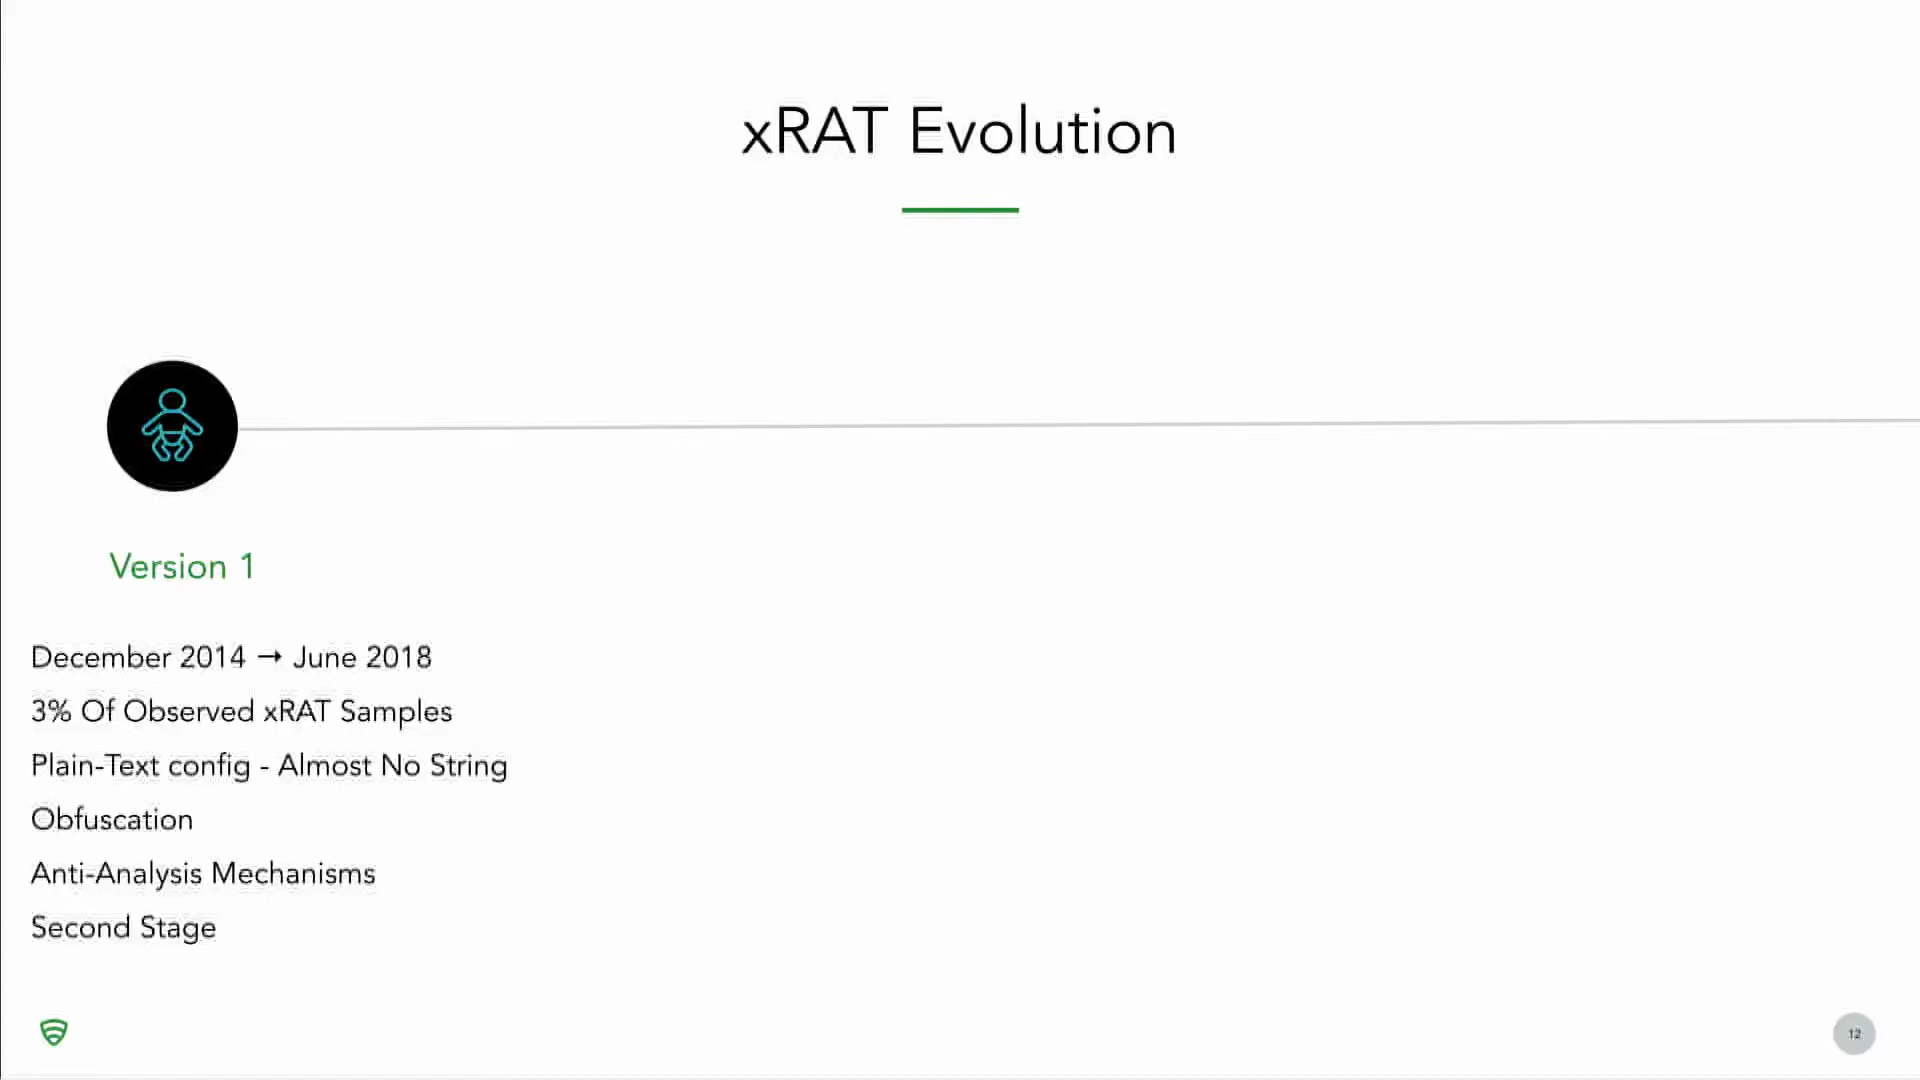 xRAT Evolution
Version 1
December 2014 → June 2018
3% Of Observed xRAT Samples
Plain-Text config - Almost No String
Obfuscation
Anti-Analysis Mechanisms
Second Stage
12